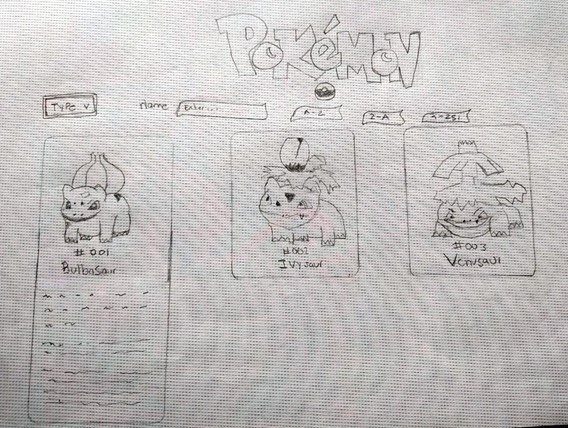 POKéMON
TYPE v
Name
Enter...
A-Z
Z-A
#001
Bulbasaur
#002
IVysaur
#003
Venusaur